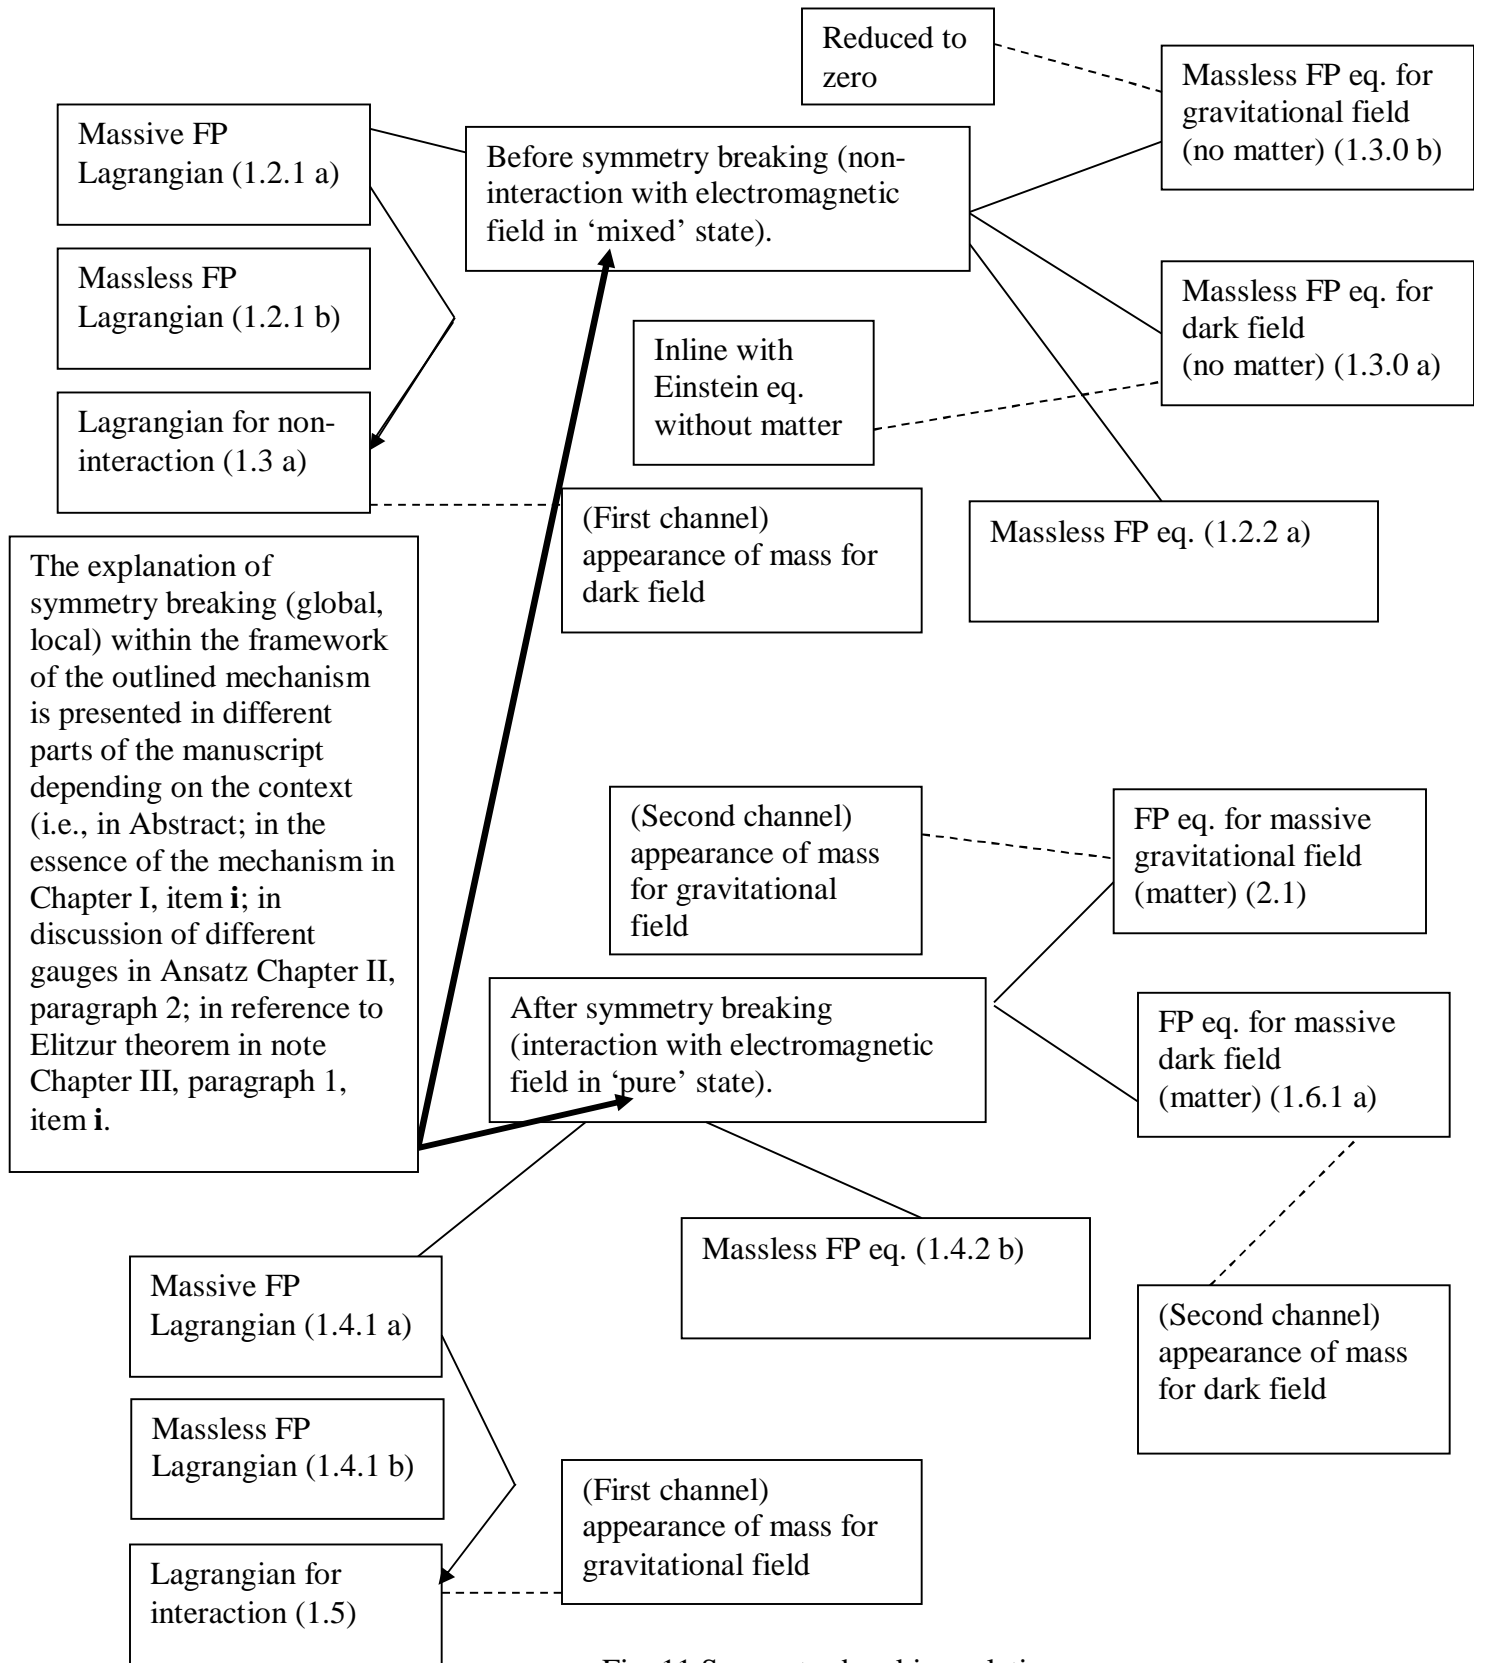 Reduced to
zero
Massless FP eq. for
gravitational field
(no matter) (1.3.0 b)
Massive FP
Lagrangian (1.2.1 a)
Before symmetry breaking (non-
interaction with electromagnetic
field in ‘mixed’ state).
Massless FP
Lagrangian (1.2.1 b)
Massless FP eq. for
dark field
(no matter) (1.3.0 a)
Inline with
Einstein eq.
without matter
Lagrangian for non-
interaction (1.3 a)
(First channel)
appearance of mass for
dark field
Massless FP eq. (1.2.2 a)
The explanation of
symmetry breaking (global,
local) within the framework
of the outlined mechanism
is presented in different
parts of the manuscript
depending on the context
(i.e., in Abstract; in the
essence of the mechanism in
Chapter I, item i; in
discussion of different
gauges in Ansatz Chapter II,
paragraph 2; in reference to
Elitzur theorem in note
Chapter III, paragraph 1,
item i.
(Second channel)
appearance of mass
for gravitational
field
FP eq. for massive
gravitational field
(matter) (2.1)
After symmetry breaking
(interaction with electromagnetic
field in ‘pure’ state).
FP eq. for massive
dark field
(matter) (1.6.1 a)
Massless FP eq. (1.4.2 b)
Massive FP
Lagrangian (1.4.1 a)
(Second channel)
appearance of mass
for dark field
Massless FP
Lagrangian (1.4.1 b)
(First channel)
appearance of mass for
gravitational field
Lagrangian for
interaction (1.5)